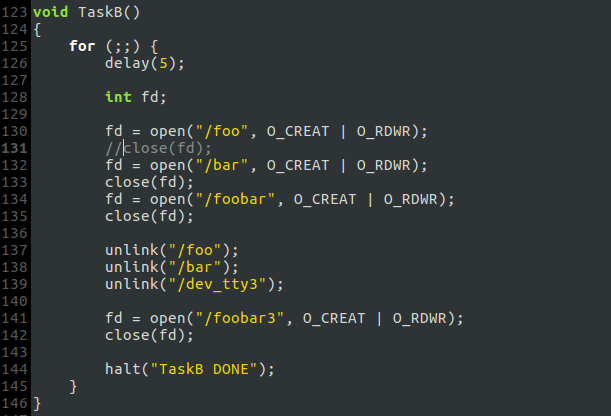 123 void TaskB()
124 {
125     for (;;) {
126         delay(5);
127
128         int fd;
129
130         fd = open("/foo", O_CREAT | O_RDWR);
131         //close(fd);
132         fd = open("/bar", O_CREAT | O_RDWR);
133         close(fd);
134         fd = open("/foobar", O_CREAT | O_RDWR);
135         close(fd);
136
137         unlink("/foo");
138         unlink("/bar");
139         unlink("/dev_tty3");
140
141         fd = open("/foobar3", O_CREAT | O_RDWR);
142         close(fd);
143
144         halt("TaskB DONE");
145     }
146 }